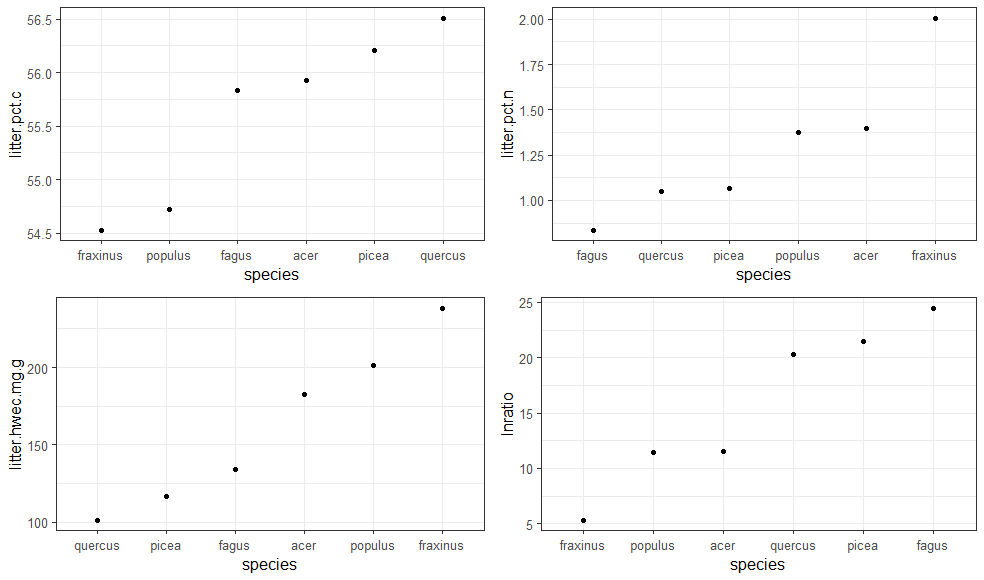 litter.pct.c
56.5
56.0
55.5
55.0
54.5
fraxinus populus fagus acer picea quercus
species
litter.pct.n
2.00
1.75
1.50
1.25
1.00
fagus quercus picea populus acer fraxinus
species
litter.hwec.mg.g
200
150
100
quercus picea fagus acer populus fraxinus
species
lnratio
25
20
15
10
5
fraxinus populus acer quercus picea fagus
species